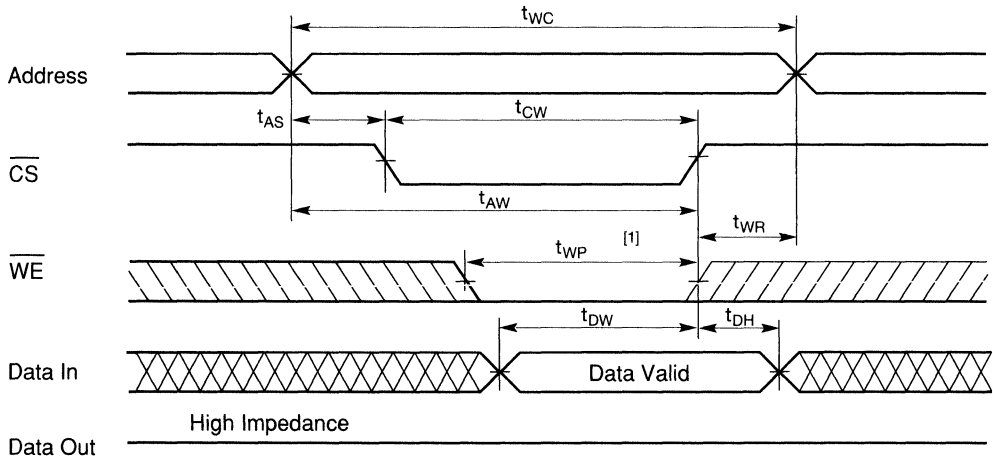 tWC
Address
tAS
tCW
CS
tAW
tWR
WE
tWP [1]
tDW
tDH
Data In
Data Valid
High Impedance
Data Out